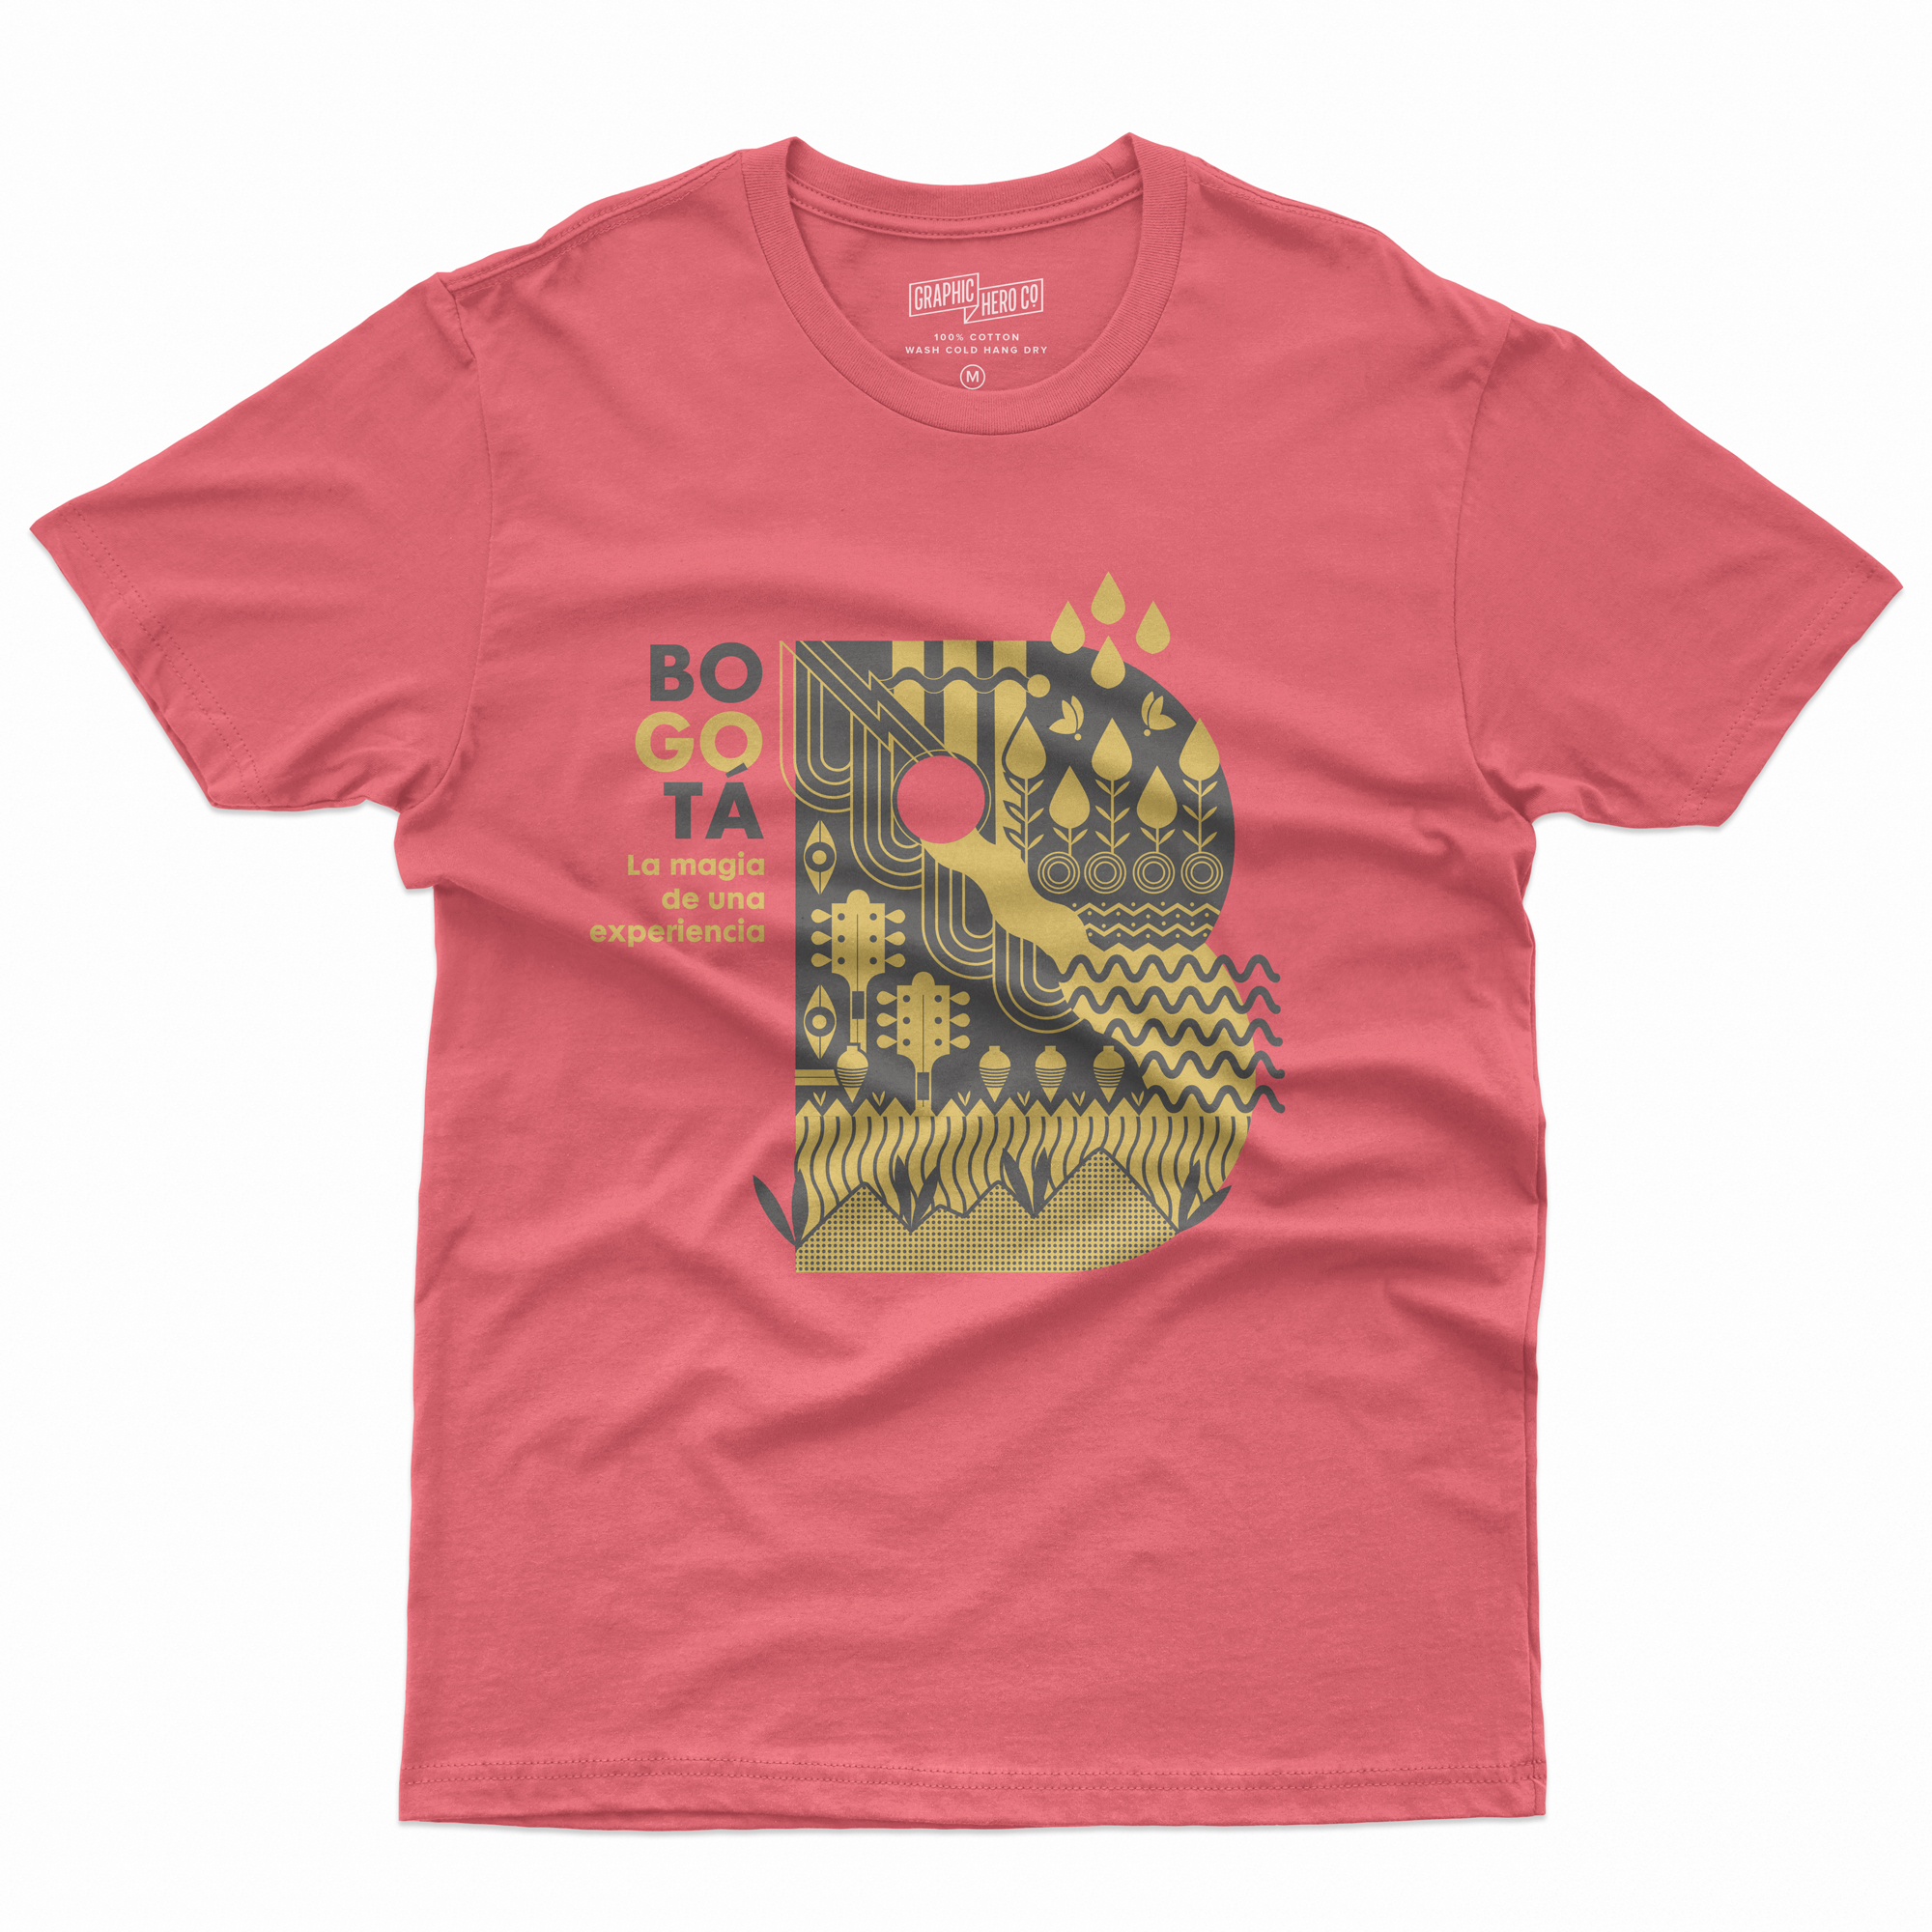 GRAPHIC HERO CO
100% COTTON
WASH COLD HANG DRY
M
BO
GO
TÁ
La magia
de una
experiencia